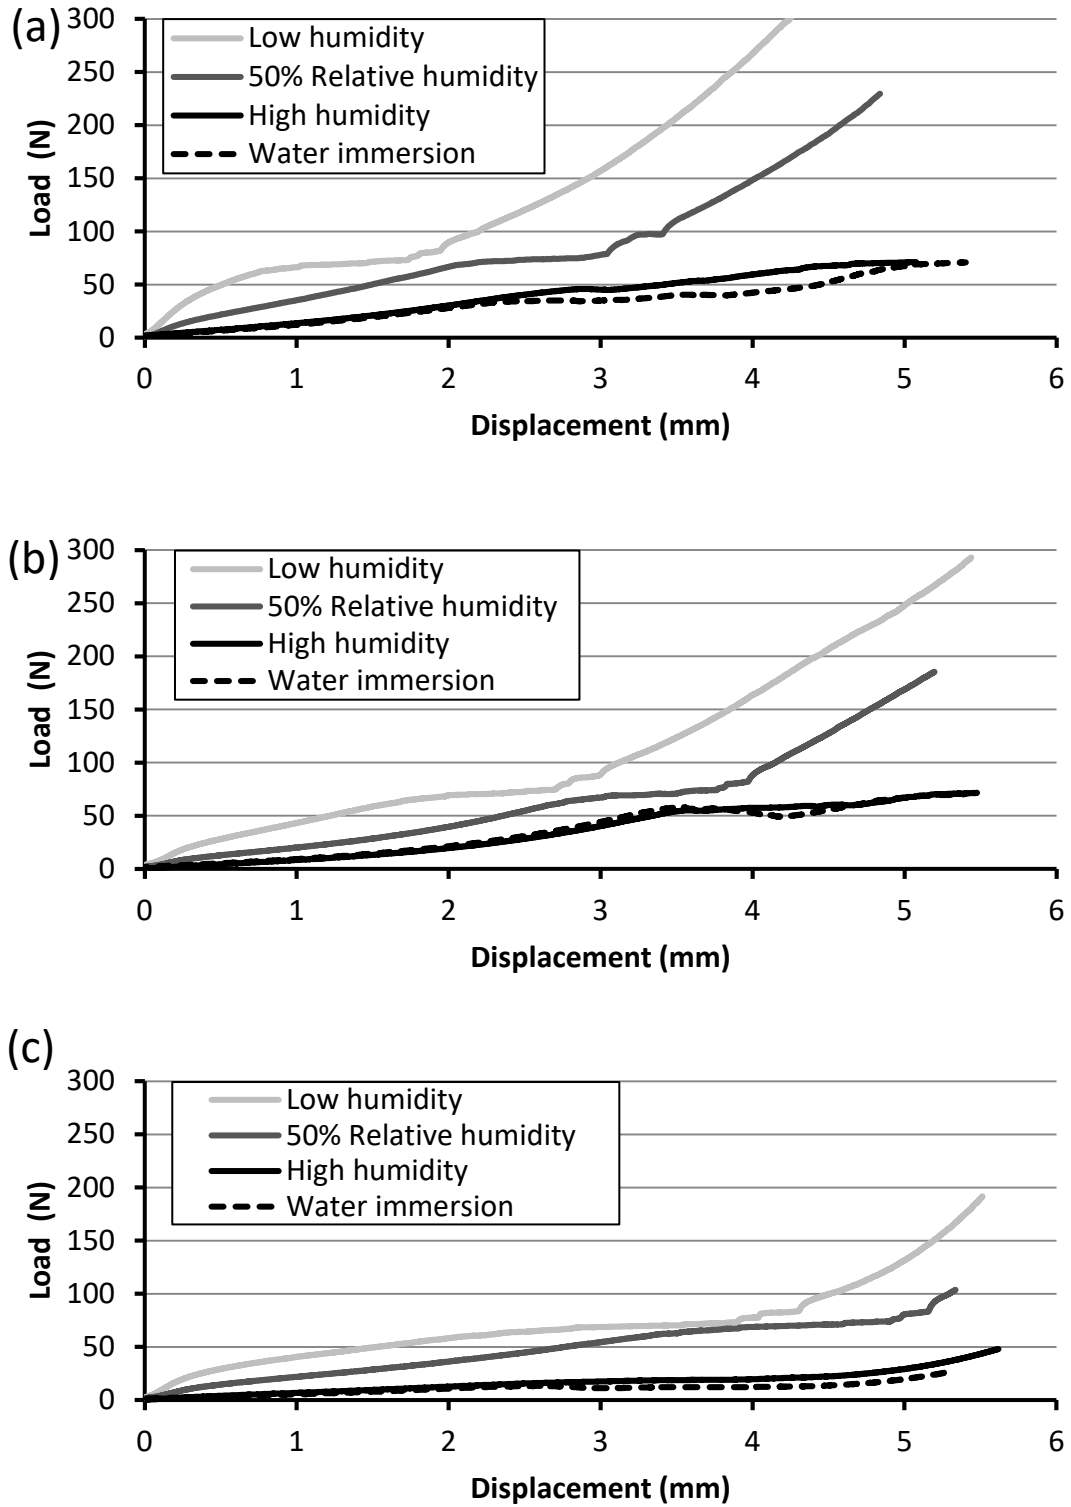 (a)
Low humidity
50% Relative humidity
High humidity
Water immersion
Load (N)
300
250
200
150
100
50
0
0 1 2 3 4 5 6
Displacement (mm)
(b)
Low humidity
50% Relative humidity
High humidity
Water immersion
Load (N)
300
250
200
150
100
50
0
0 1 2 3 4 5 6
Displacement (mm)
(c)
Low humidity
50% Relative humidity
High humidity
Water immersion
Load (N)
300
250
200
150
100
50
0
0 1 2 3 4 5 6
Displacement (mm)